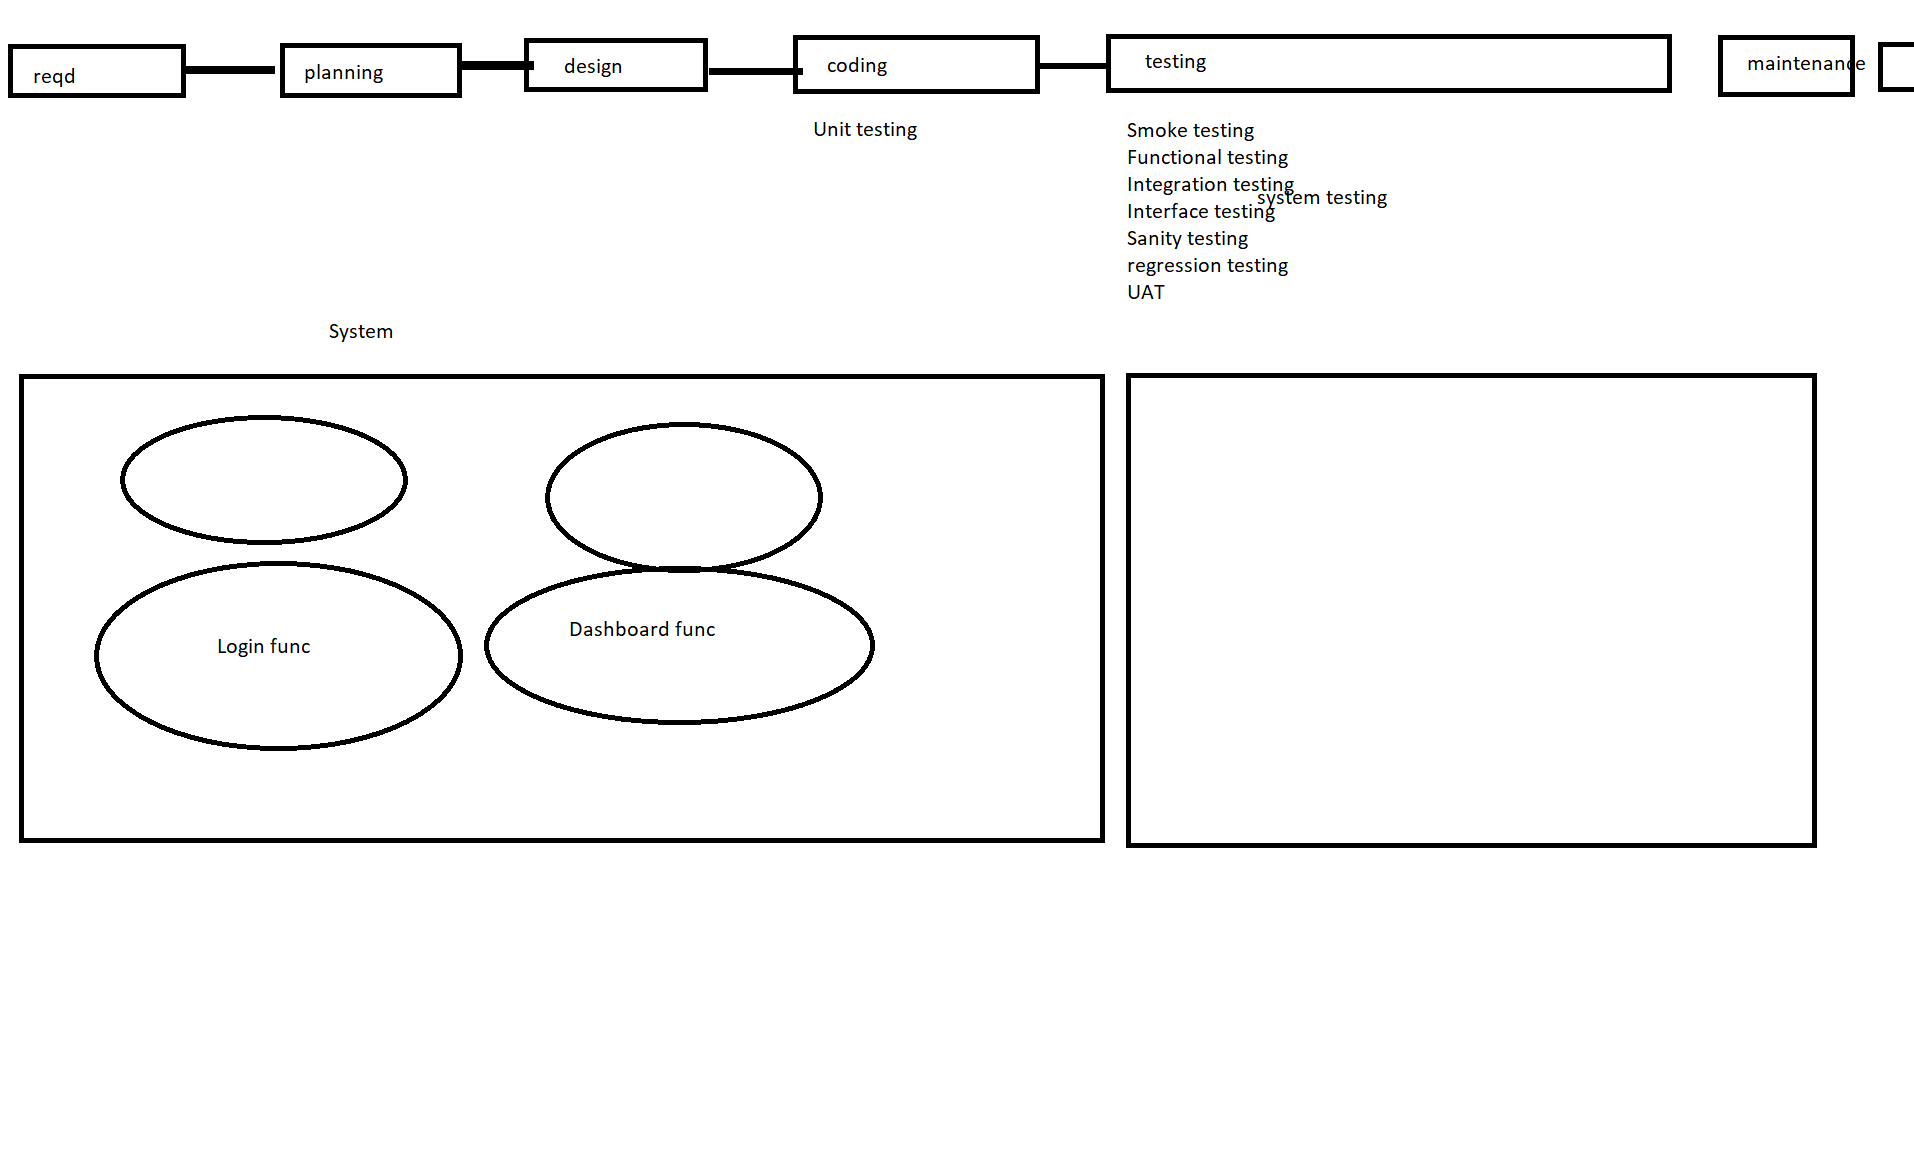 reqd
planning
design
coding
testing
maintenance
Unit testing
Smoke testing
Functional testing
Integration testing
system testing
Interface testing
Sanity testing
regression testing
UAT
System
Login func
Dashboard func